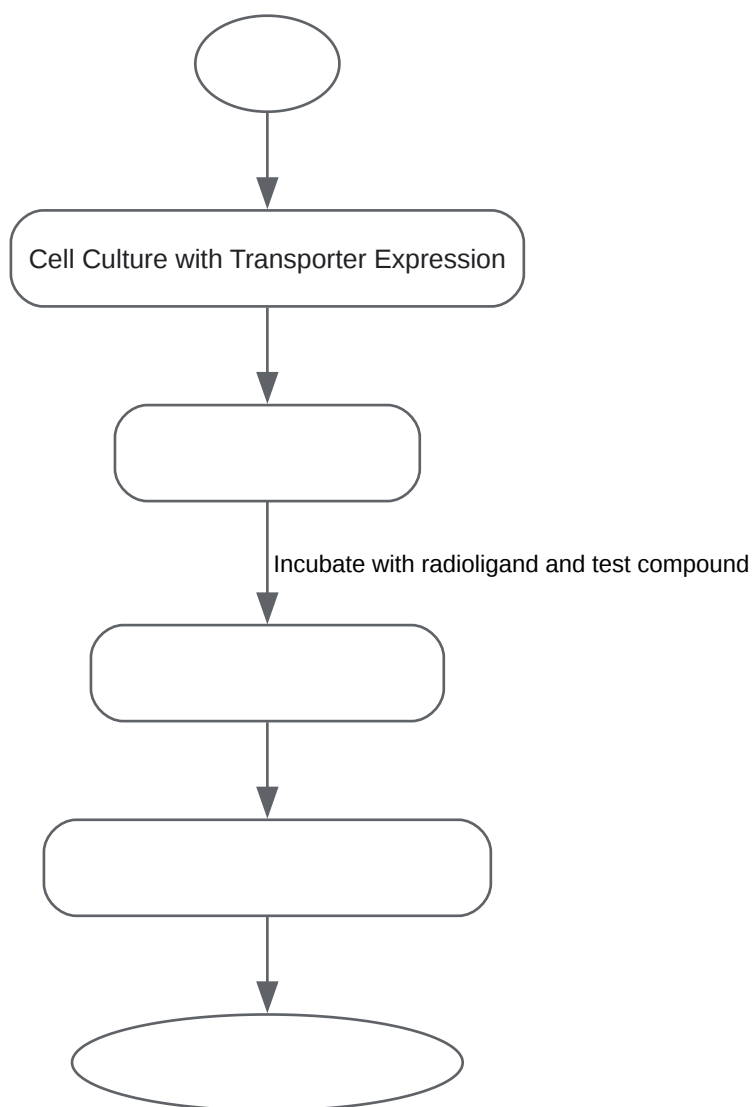 Cell Culture with Transporter Expression
Incubate with radioligand and test compound